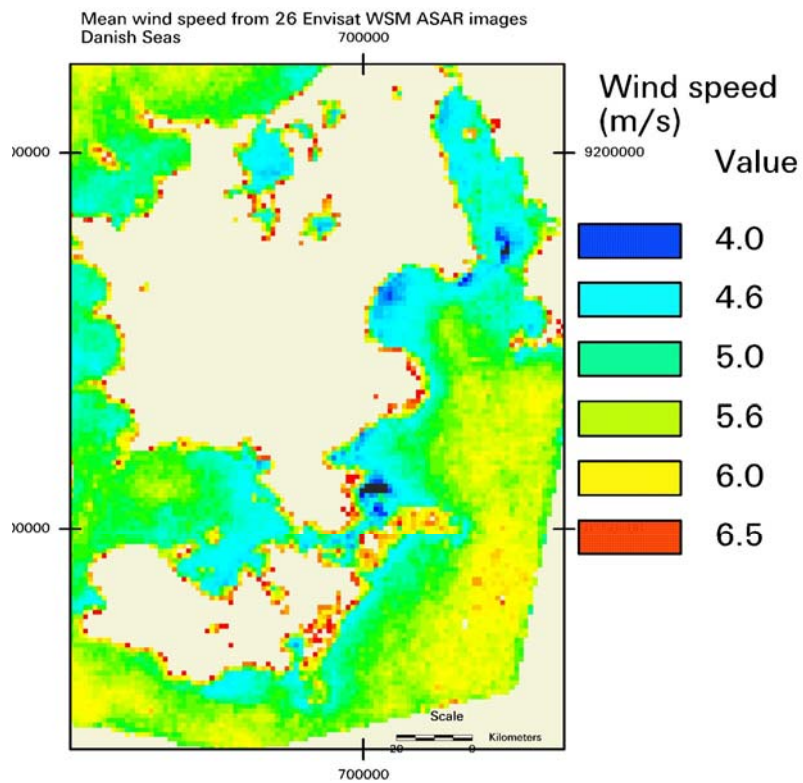 Mean wind speed from 26 Envisat WSM ASAR images
Danish Seas
700000
Wind speed
(m/s)
00000
9200000
Value
4.0
4.6
5.0
5.6
6.0
6.5
00000
Scale
20 0 Kilometers
700000